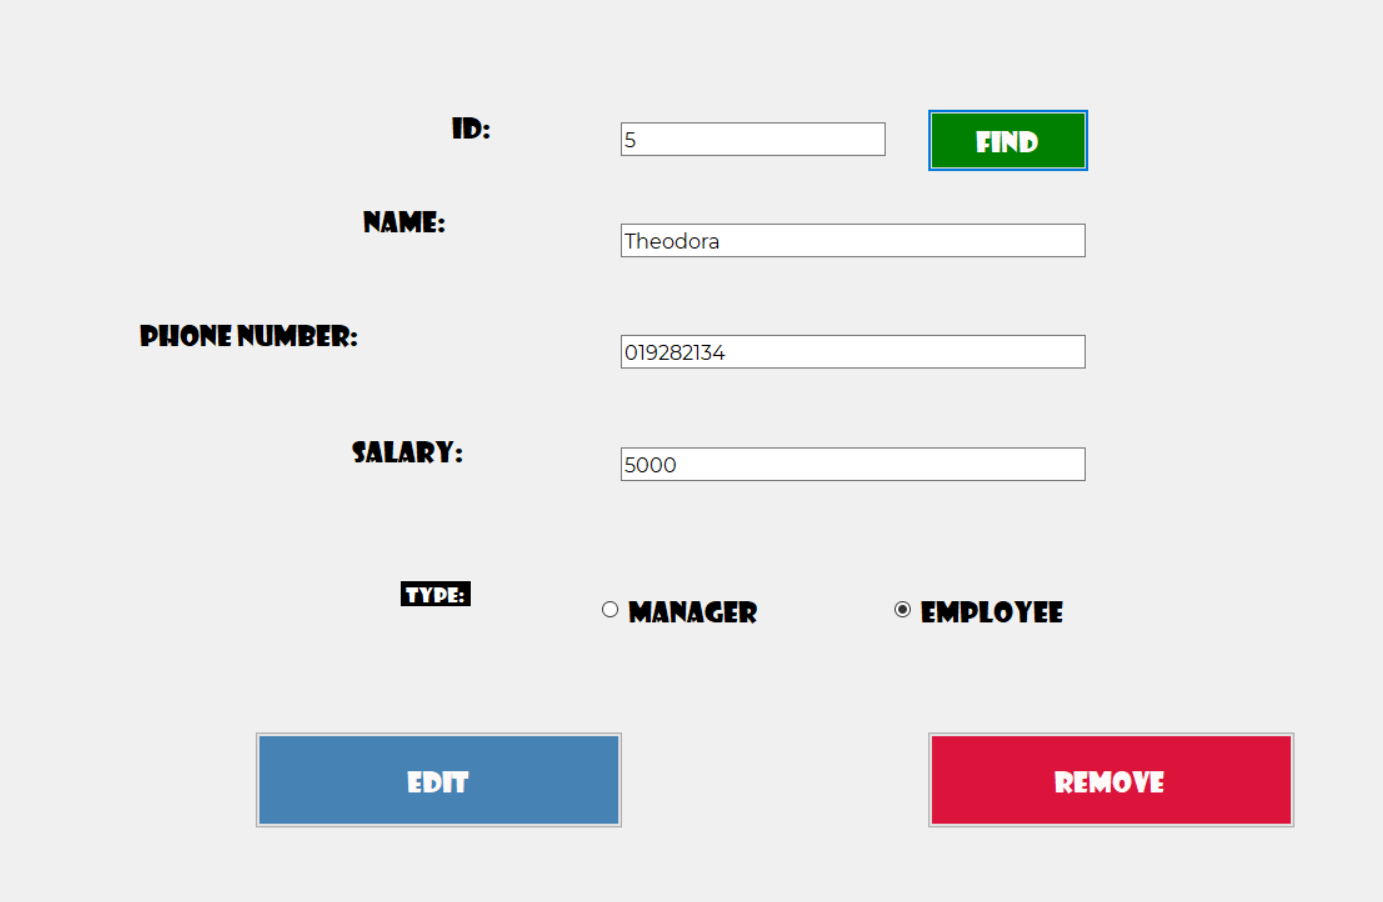 ID: 5 FIND
NAME: Theodora
PHONE NUMBER: 019282134
SALARY: 5000
TYPE: MANAGER EMPLOYEE
EDIT REMOVE